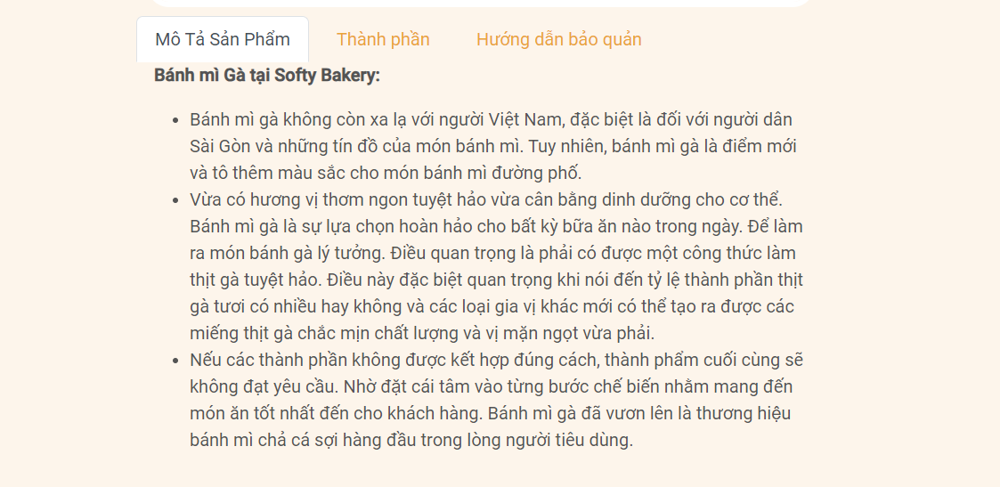 Mô Tả Sản Phẩm Thành phần Hướng dẫn bảo quản
Bánh mì Gà tại Softy Bakery:
• Bánh mì gà không còn xa lạ với người Việt Nam, đặc biệt là đối với người dân
Sài Gòn và những tín đồ của món bánh mì. Tuy nhiên, bánh mì gà là điểm mới
và tô thêm màu sắc cho món bánh mì đường phố.
• Vừa có hương vị thơm ngon tuyệt hảo vừa cân bằng dinh dưỡng cho cơ thể.
Bánh mì gà là sự lựa chọn hoàn hảo cho bất kỳ bữa ăn nào trong ngày. Để làm
ra món bánh gà lý tưởng. Điều quan trọng là phải có được một công thức làm
thịt gà tuyệt hảo. Điều này đặc biệt quan trọng khi nói đến tỷ lệ thành phần thịt
gà tươi có nhiều hay không và các loại gia vị khác mới có thể tạo ra được các
miếng thịt gà chắc mịn chất lượng và vị mặn ngọt vừa phải.
• Nếu các thành phần không được kết hợp đúng cách, thành phẩm cuối cùng sẽ
không đạt yêu cầu. Nhờ đặt cái tâm vào từng bước chế biến nhằm mang đến
món ăn tốt nhất đến cho khách hàng. Bánh mì gà đã vươn lên là thương hiệu
bánh mì chả cá sợi hàng đầu trong lòng người tiêu dùng.